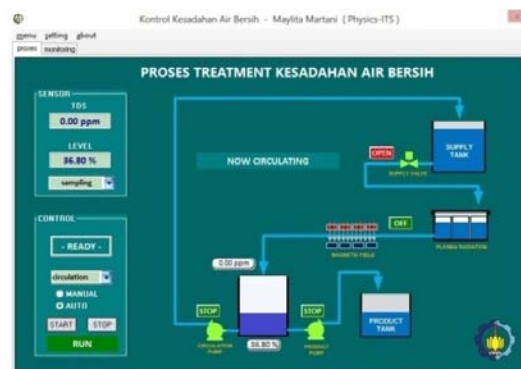 Kontrol Kesadahan Air Bersih - Maylita Martani ( Physics-ITS )
menu setting about
proses monitoring
PROSES TREATMENT KESADAHAN AIR BERSIH
SENSOR
TDS
0.00 ppm
LEVEL
36.80 %
sampling
NOW CIRCULATING
OPEN
SUPPLY VALVE
SUPPLY TANK
OFF
MAGNETIC FIELD
PLASMA RADIATION
CONTROL
- READY -
circulation
MANUAL
AUTO
START STOP
RUN
0.00 ppm
STOP
CIRCULATION PUMP
36.80 %
STOP
PRODUCT PUMP
PRODUCT TANK